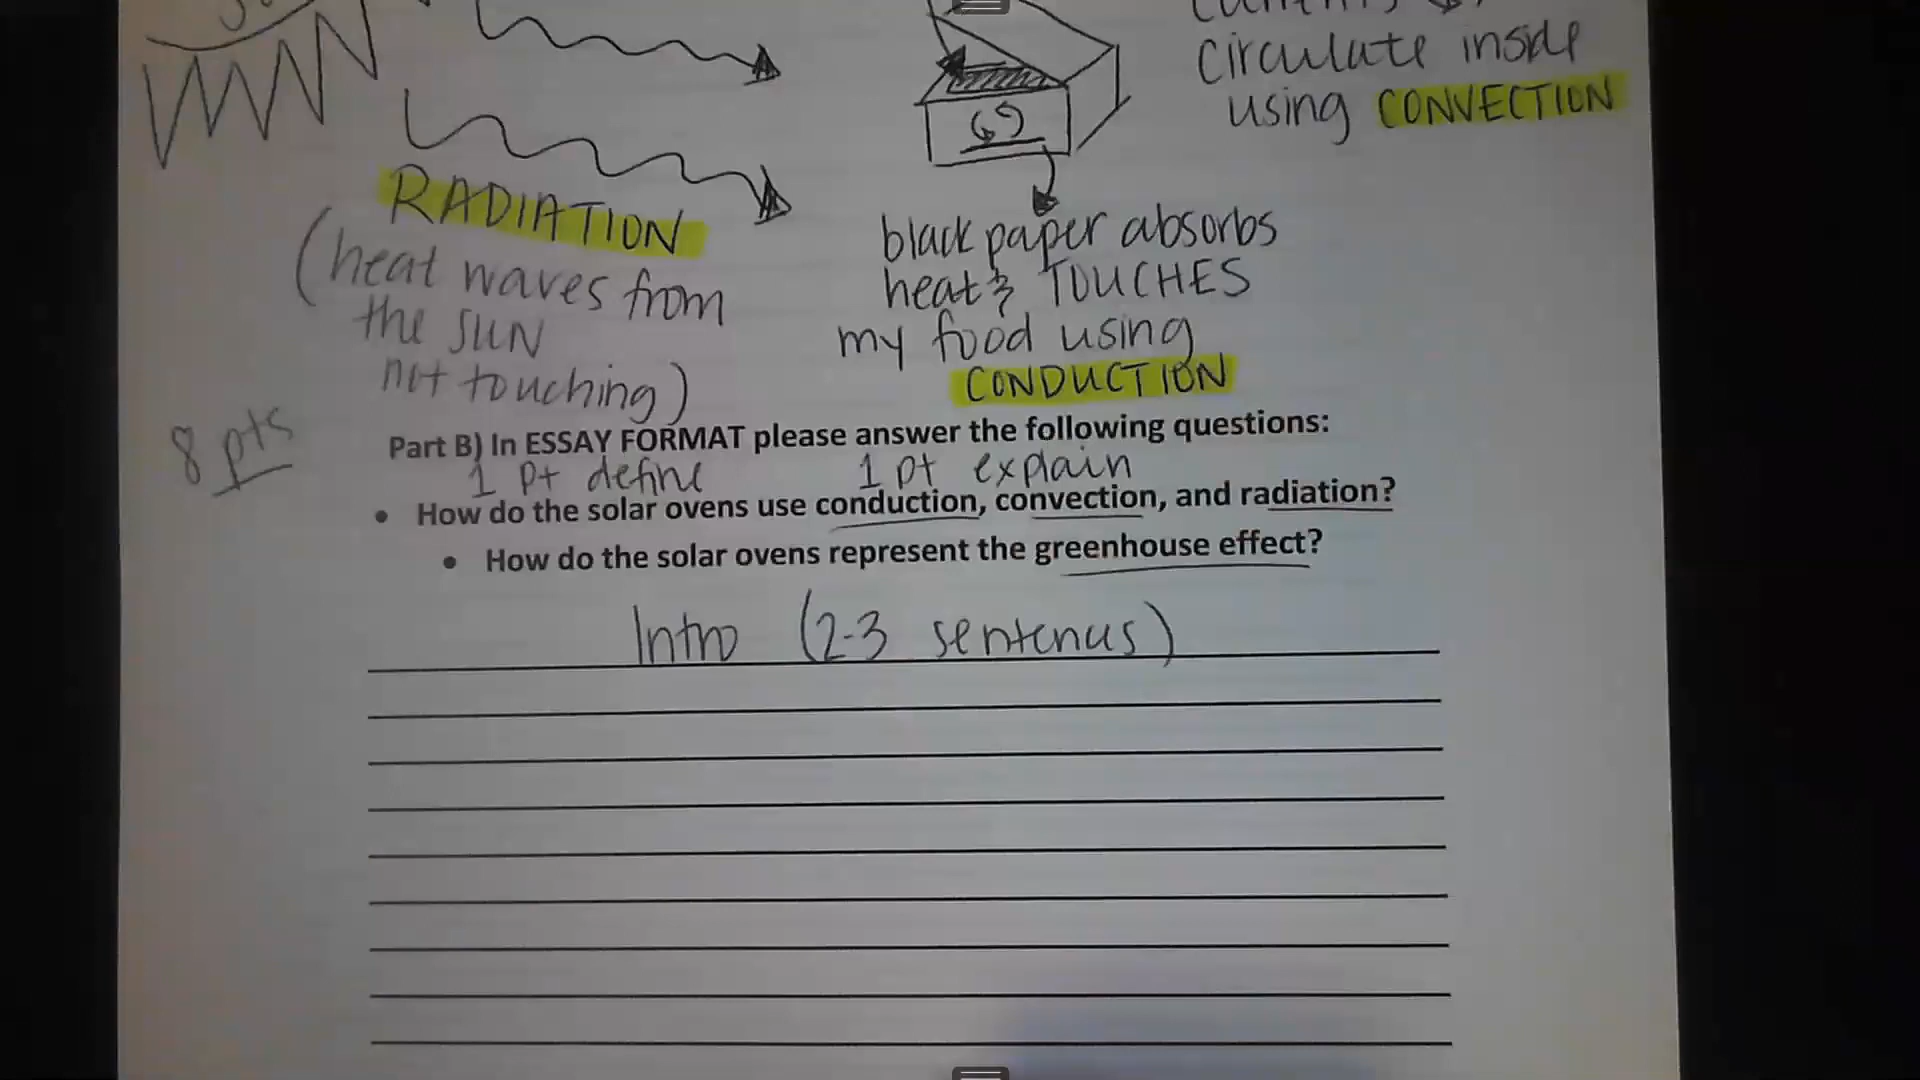 circulate inside
using CONVECTION
RADIATION
(heat waves from
the SUN
not touching)
black paper absorbs
heat & TOUCHES
my food using
CONDUCTION
8 pts
Part B) In ESSAY FORMAT please answer the following questions:
1 pt define 1 pt explain
• How do the solar ovens use conduction, convection, and radiation?
• How do the solar ovens represent the greenhouse effect?
Intro (2-3 sentences)